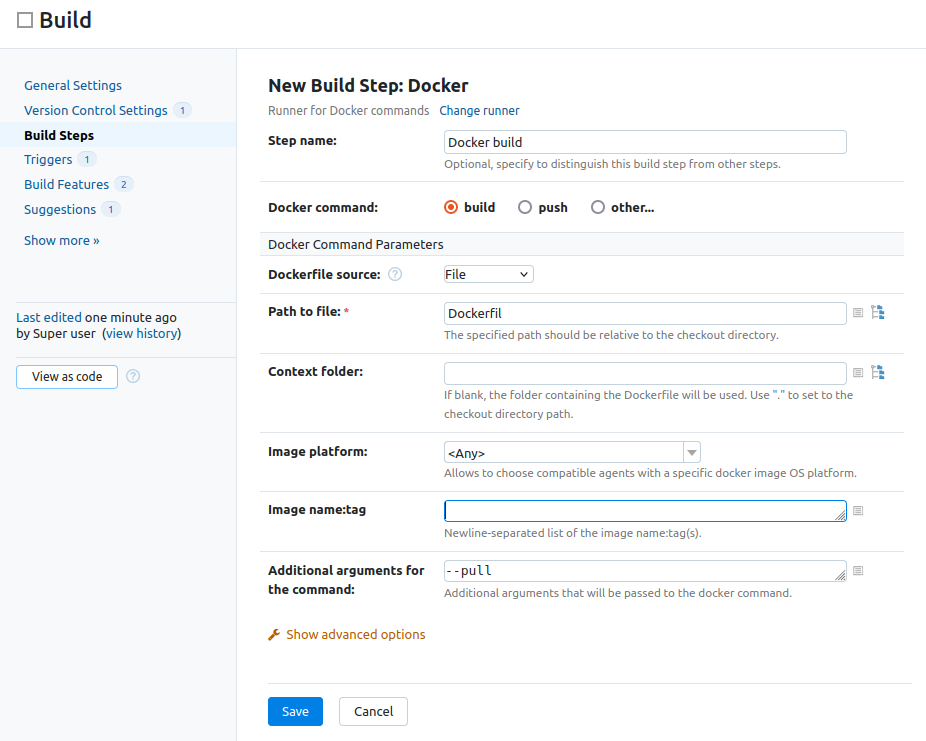 Build
General Settings
Version Control Settings 1
Build Steps
Triggers 1
Build Features 2
Suggestions 1
Show more »
Last edited one minute ago
by Super user (view history)
View as code ?
New Build Step: Docker
Runner for Docker commands Change runner
Step name:
Docker build
Optional, specify to distinguish this build step from other steps.
Docker command: build push other...
Docker Command Parameters
Dockerfile source: ? File
Path to file: * Dockerfil
The specified path should be relative to the checkout directory.
Context folder:
If blank, the folder containing the Dockerfile will be used. Use "." to set to the
checkout directory path.
Image platform: <Any>
Allows to choose compatible agents with a specific docker image OS platform.
Image name:tag
Newline-separated list of the image name:tag(s).
Additional arguments for
the command:
--pull
Additional arguments that will be passed to the docker command.
Show advanced options
Save Cancel